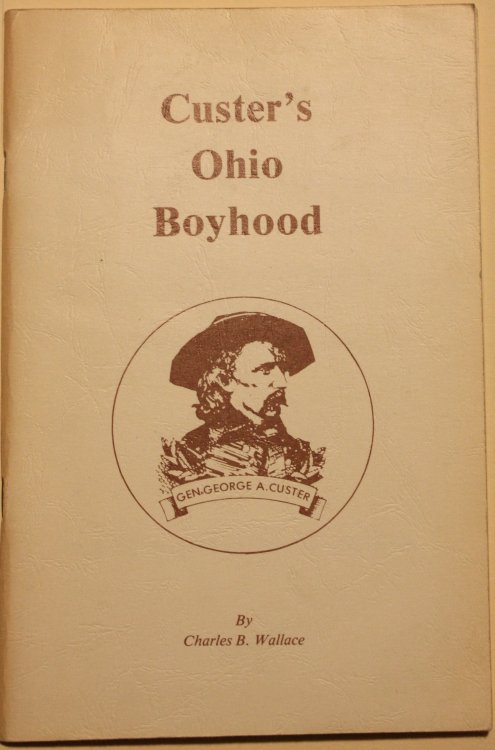 Custer's
Ohio
Boyhood
GEN.GEORGE A.CUSTER
By
Charles B. Wallace